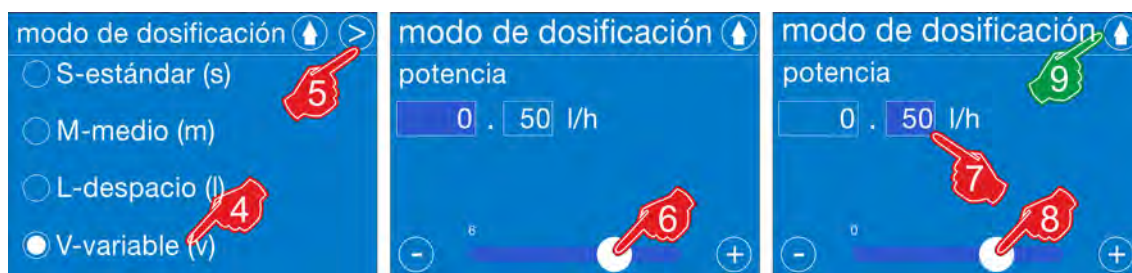 modo de dosificación >
S-estándar (s)
M-medio (m)
L-despacio (l)
V-variable (v)
5
4
modo de dosificación
potencia
0 . 50 l/h
6
6
- +
modo de dosificación
potencia
0 . 50 l/h
9
7
0
8
- +